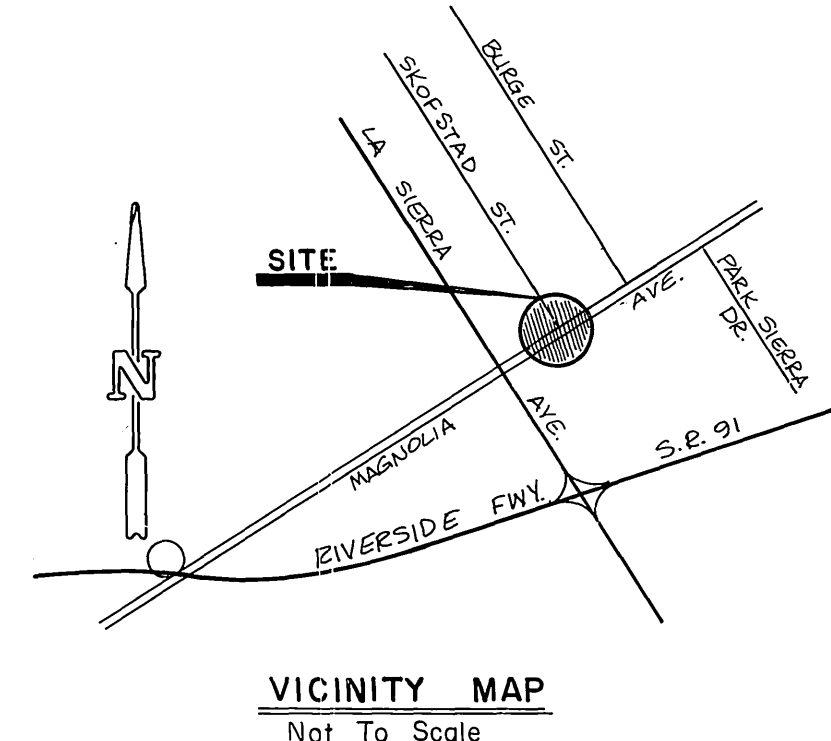 BURGE ST.
SKOFSTAD ST.
LA SIERRA AVE.
SITE
MAGNOLIA AVE.
PARK SIERRA DR.
N
S.R. 91
RIVERSIDE FWY.
VICINITY MAP
Not To Scale